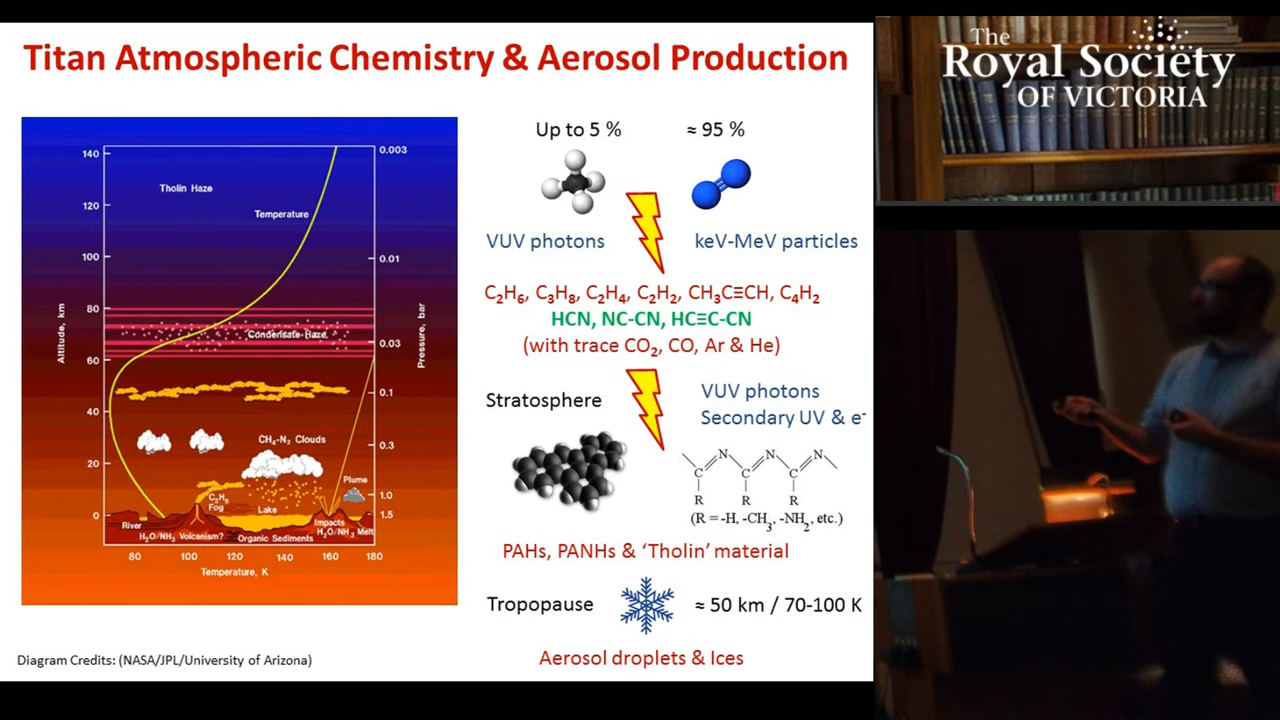 Titan Atmospheric Chemistry & Aerosol Production
The
Royal Society
OF VICTORIA
140
120
100
80
60
40
20
0
Altitude, km
0.003
0.01
0.03
0.1
0.3
1.0
1.5
Pressure, bar
Tholin Haze
Temperature
Condensate Haze
CH₄-N₂ Clouds
Plume
C₂H₆
Fog
Lake
River
Impacts
H₂O/NH₃ Volcanism?
H₂O/NH₃ Melt
Organic Sediments
80 100 120 140 160 180
Temperature, K
Diagram Credits: (NASA/JPL/University of Arizona)
Up to 5 % ≈ 95 %
VUV photons keV-MeV particles
C₂H₆, C₃H₈, C₂H₄, C₂H₂, CH₃C≡CH, C₄H₂
HCN, NC-CN, HC≡C-CN
(with trace CO₂, CO, Ar & He)
Stratosphere
VUV photons
Secondary UV & e⁻
N N N
C C C
R R R
(R = -H, -CH₃, -NH₂, etc.)
PAHs, PANHs & ‘Tholin’ material
Tropopause ≈ 50 km / 70-100 K
Aerosol droplets & Ices